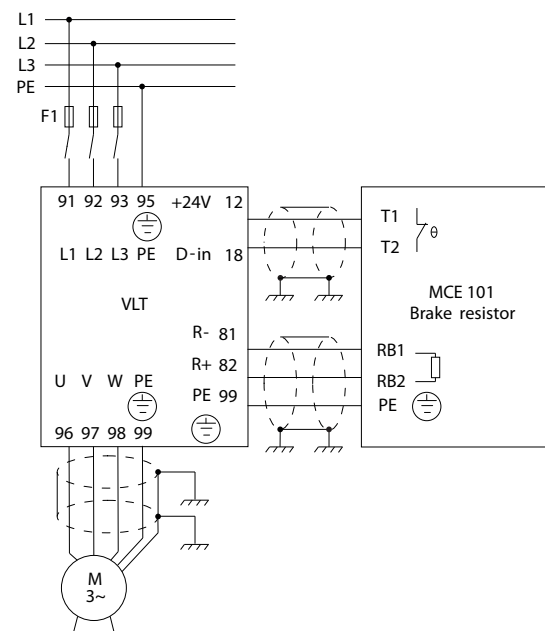 L1
L2
L3
PE
F1
91 92 93 95 +24V 12
L1 L2 L3 PE D-in 18
VLT
R- 81
R+ 82
PE 99
U V W PE
96 97 98 99
M
3~
T1
θ
T2
MCE 101
Brake resistor
RB1
RB2
PE